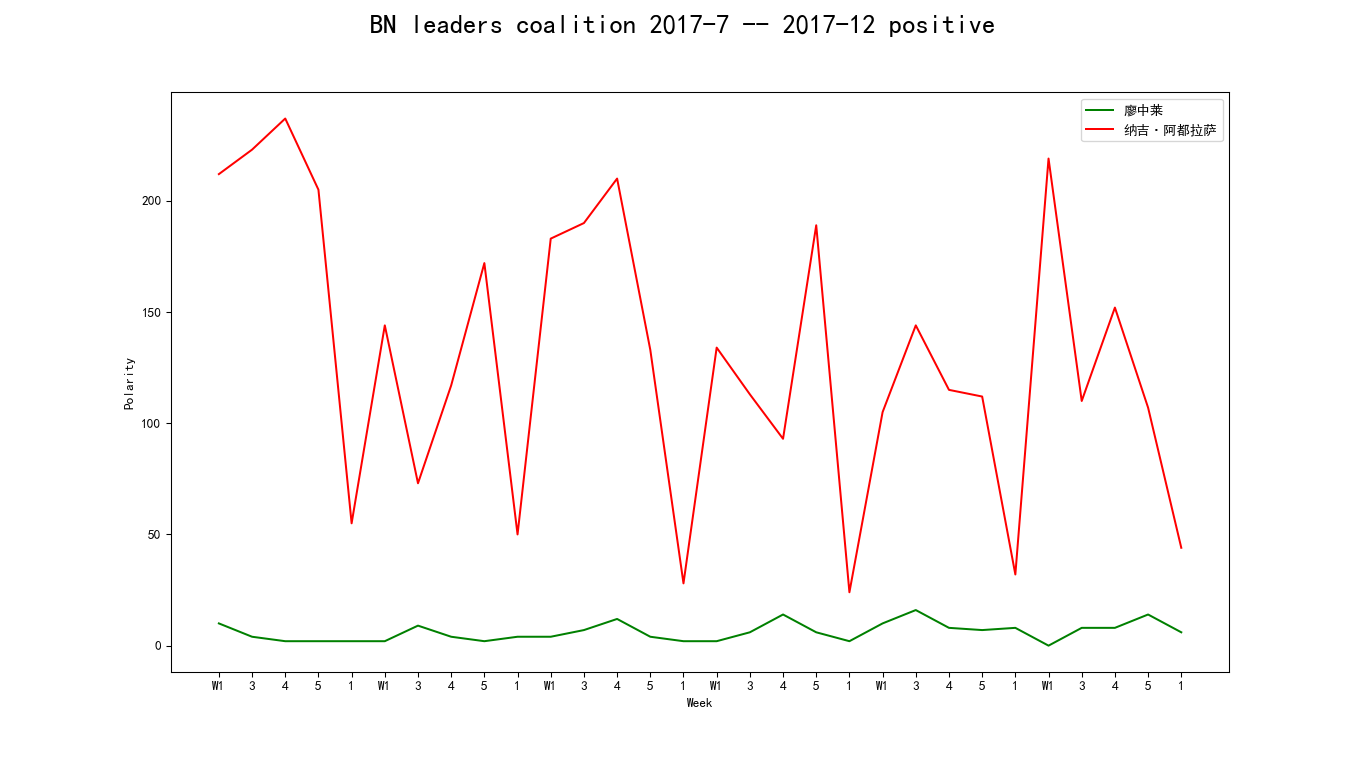 BN leaders coalition 2017-7 -- 2017-12 positive
廖中莱
纳吉·阿都拉萨
200
150
100
50
0
Polarity
W1 3 4 5 1 W1 3 4 5 1 W1 3 4 5 1 W1 3 4 5 1 W1 3 4 5 1 W1 3 4 5 1
Week